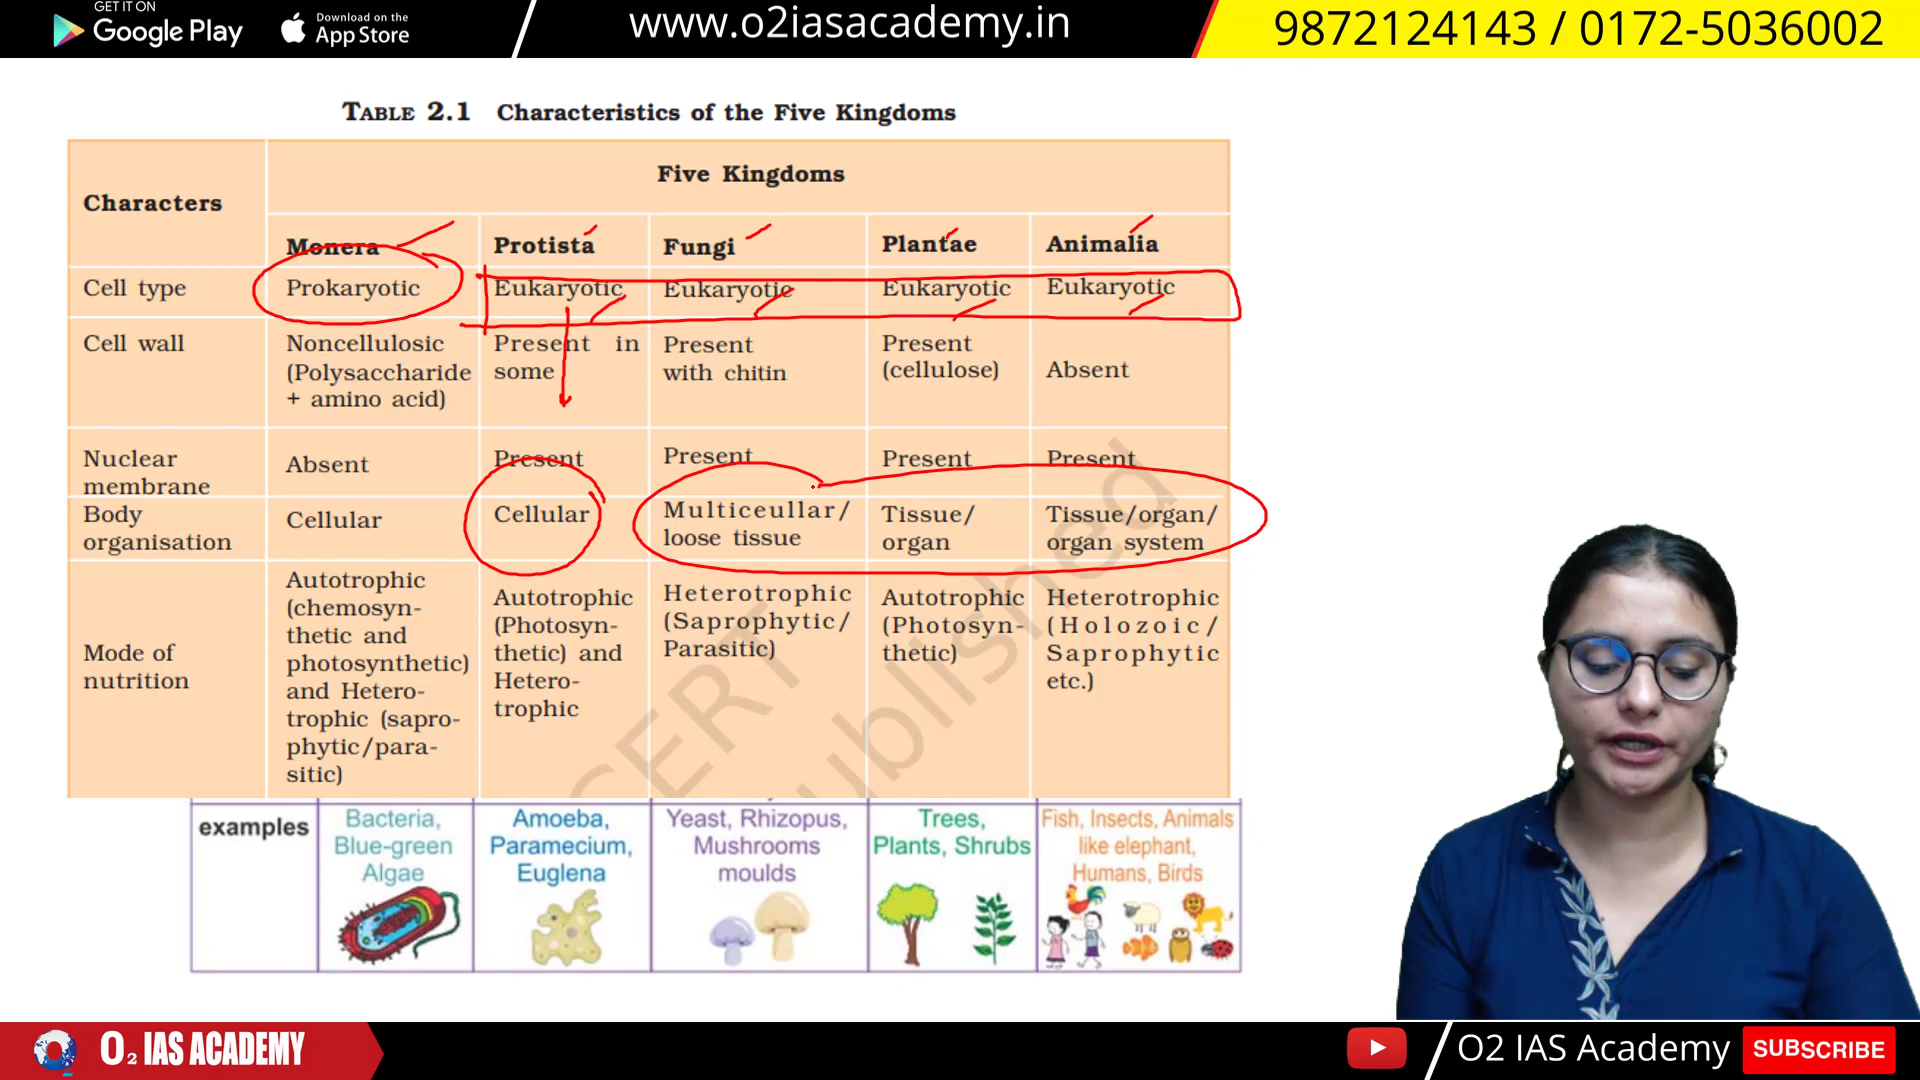 GET IT ON
Google Play
Download on the
App Store
www.o2iasacademy.in
9872124143 / 0172-5036002
TABLE 2.1 Characteristics of the Five Kingdoms
Characters
Five Kingdoms
Monera
Protista
Fungi
Plantae
Animalia
Cell type
Prokaryotic
Eukaryotic
Eukaryotic
Eukaryotic
Eukaryotic
Cell wall
Noncellulosic
(Polysaccharide
+ amino acid)
Present in
some
Present
with chitin
Present
(cellulose)
Absent
Nuclear
membrane
Absent
Present
Present
Present
Present
Body
organisation
Cellular
Cellular
Multiceullar/
loose tissue
Tissue/
organ
Tissue/organ/
organ system
Mode of
nutrition
Autotrophic
(chemosyn-
thetic and
photosynthetic)
and Hetero-
trophic (sapro-
phytic/para-
sitic)
Autotrophic
(Photosyn-
thetic) and
Hetero-
trophic
Heterotrophic
(Saprophytic/
Parasitic)
Autotrophic
(Photosyn-
thetic)
Heterotrophic
(Holozoic/
Saprophytic
etc.)
examples
Bacteria,
Blue-green
Algae
Amoeba,
Paramecium,
Euglena
Yeast, Rhizopus,
Mushrooms
moulds
Trees,
Plants, Shrubs
Fish, Insects, Animals
like elephant,
Humans, Birds
O2 IAS ACADEMY
O2 IAS Academy
SUBSCRIBE